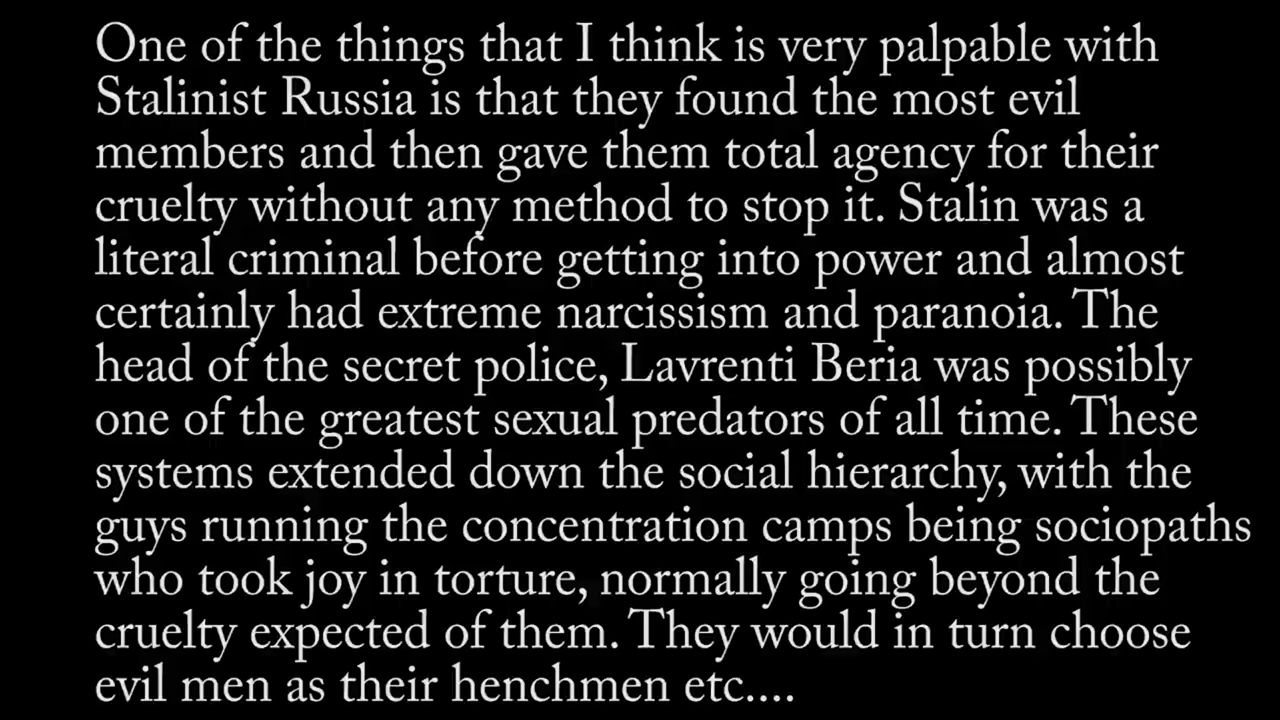 One of the things that I think is very palpable with
Stalinist Russia is that they found the most evil
members and then gave them total agency for their
cruelty without any method to stop it. Stalin was a
literal criminal before getting into power and almost
certainly had extreme narcissism and paranoia. The
head of the secret police, Lavrenti Beria was possibly
one of the greatest sexual predators of all time. These
systems extended down the social hierarchy, with the
guys running the concentration camps being sociopaths
who took joy in torture, normally going beyond the
cruelty expected of them. They would in turn choose
evil men as their henchmen etc....